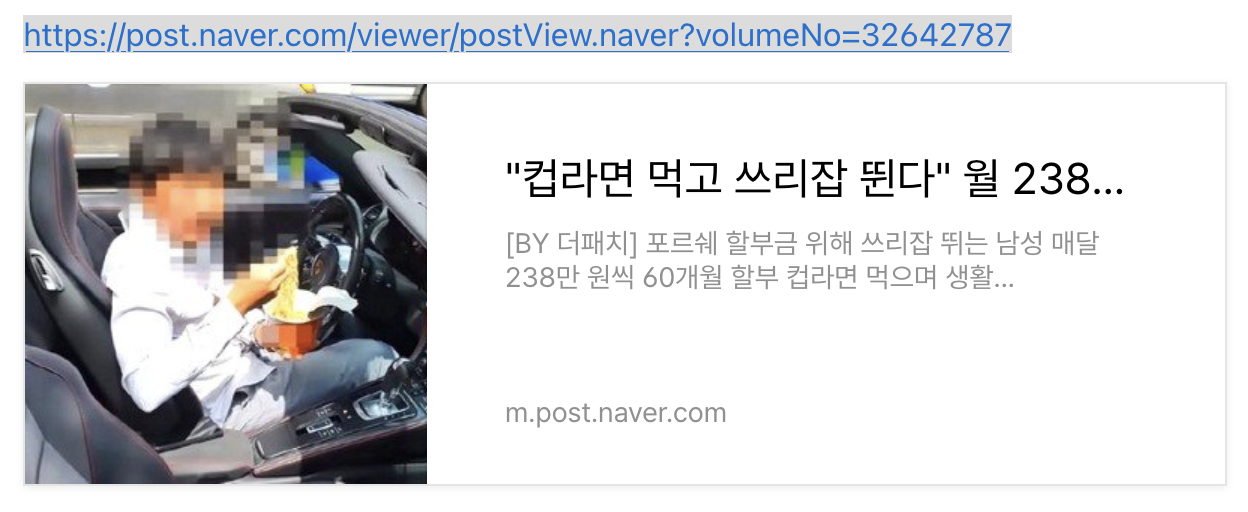 https://post.naver.com/viewer/postView.naver?volumeNo=32642787
"컵라면 먹고 쓰리잡 뛴다" 월 238...
[BY 더패치] 포르쉐 할부금 위해 쓰리잡 뛰는 남성 매달
238만 원씩 60개월 할부 컵라면 먹으며 생활...
m.post.naver.com